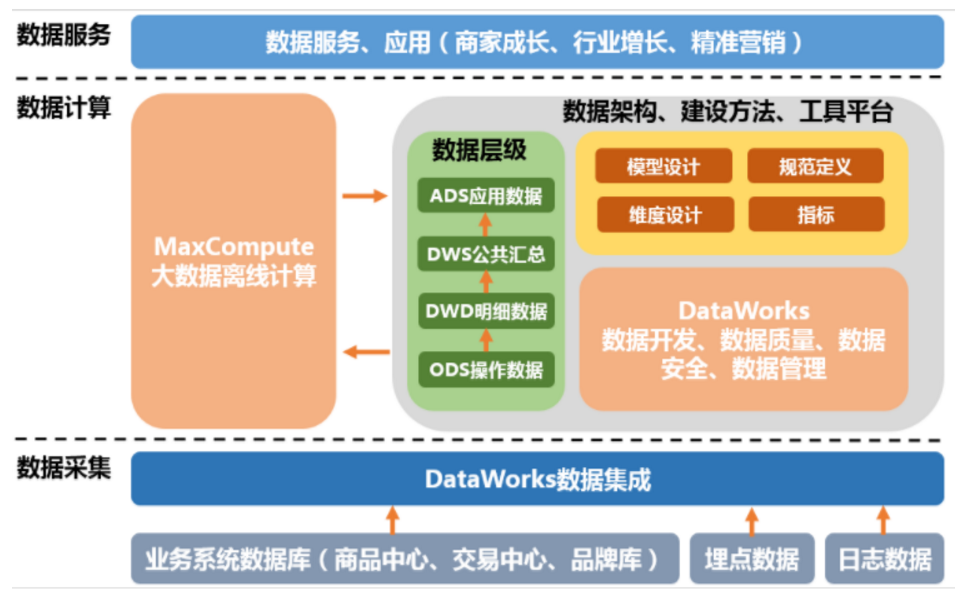 数据服务
数据服务、应用（商家成长、行业增长、精准营销）
数据计算
MaxCompute
大数据离线计算
数据架构、建设方法、工具平台
数据层级
ADS应用数据
DWS公共汇总
DWD明细数据
ODS操作数据
模型设计
规范定义
维度设计
指标
DataWorks
数据开发、数据质量、数据
安全、数据管理
数据采集
DataWorks数据集成
业务系统数据库（商品中心、交易中心、品牌库）
埋点数据
日志数据